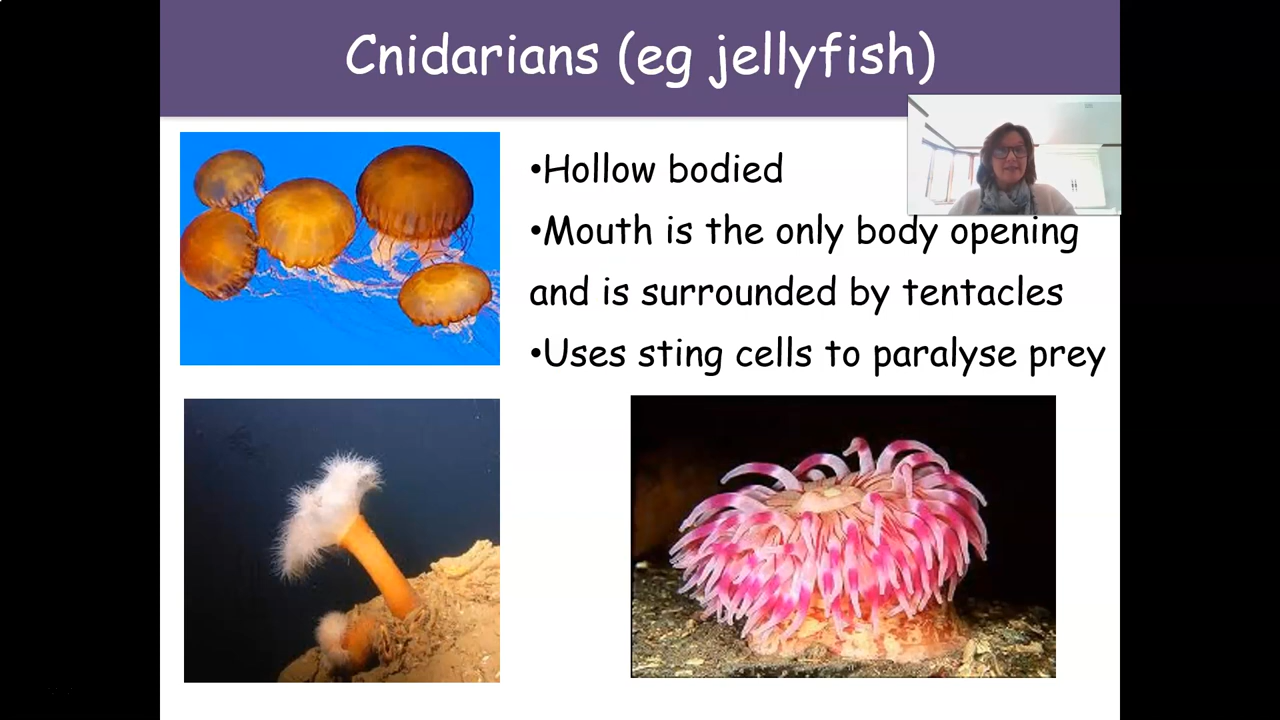 Cnidarians (eg jellyfish)
•Hollow bodied
•Mouth is the only body opening
and is surrounded by tentacles
•Uses sting cells to paralyse prey